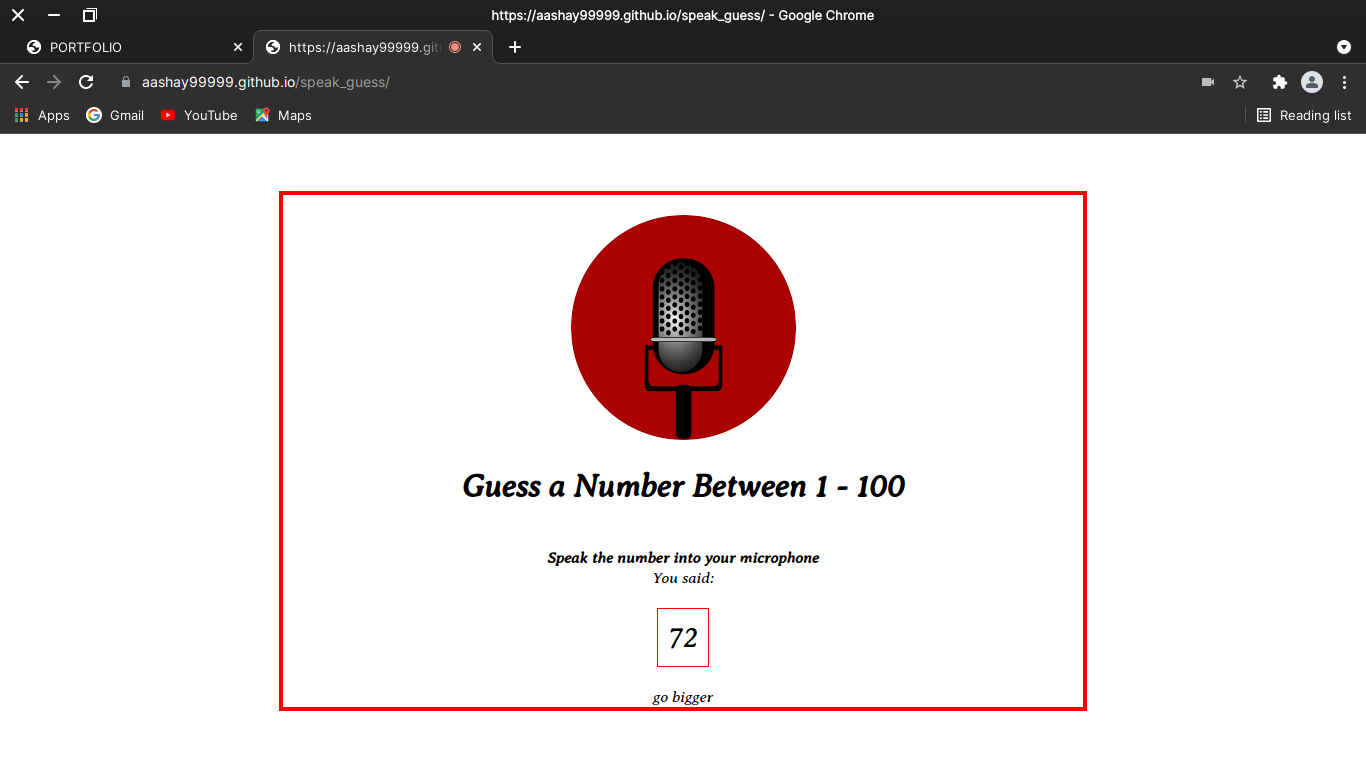 https://aashay99999.github.io/speak_guess/ - Google Chrome
PORTFOLIO
https://aashay99999.git
aashay99999.github.io/speak_guess/
Apps Gmail YouTube Maps Reading list
Guess a Number Between 1 - 100
Speak the number into your microphone
You said:
72
go bigger